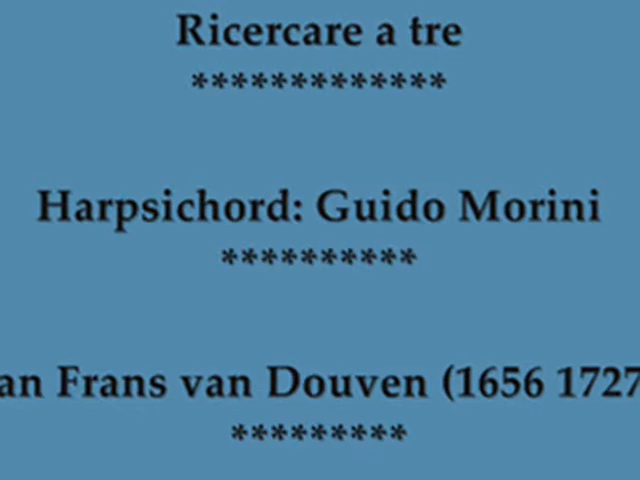 Ricercare a tre
*************
Harpsichord: Guido Morini
**********
an Frans van Douven (1656 1727
*********